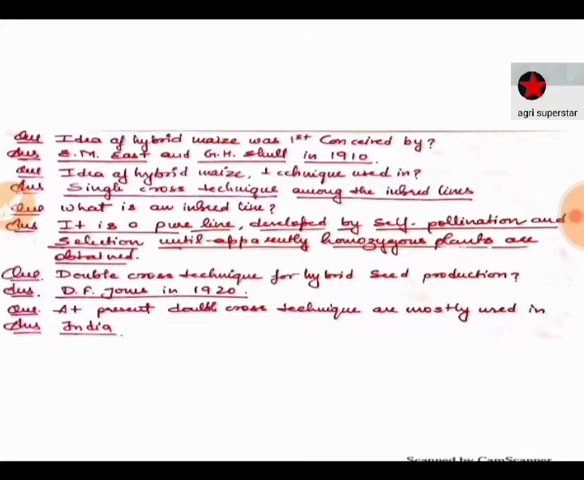 agri superstar
Que Idea of hybrid maize was 1st Conceived by?
Ans E.M. East and G.H. Shull in 1910.
Que Idea of hybrid maize, technique used in?
Ans Single cross technique among the inbred lines
Que What is an inbred line?
Ans It is a pure line, developed by self-pollination and
selection until apparently homozygous plants are
obtained.
Que Double cross technique for hybrid seed production?
Ans. D.F. Jones in 1920.
Que. At present double cross technique are mostly used in
Ans India.
Scanned by CamScanner